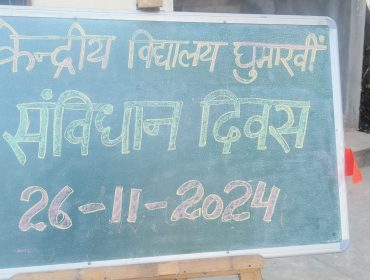 केन्द्रीय विद्यालय घुमारवीं
संविधान दिवस
26-11-2024